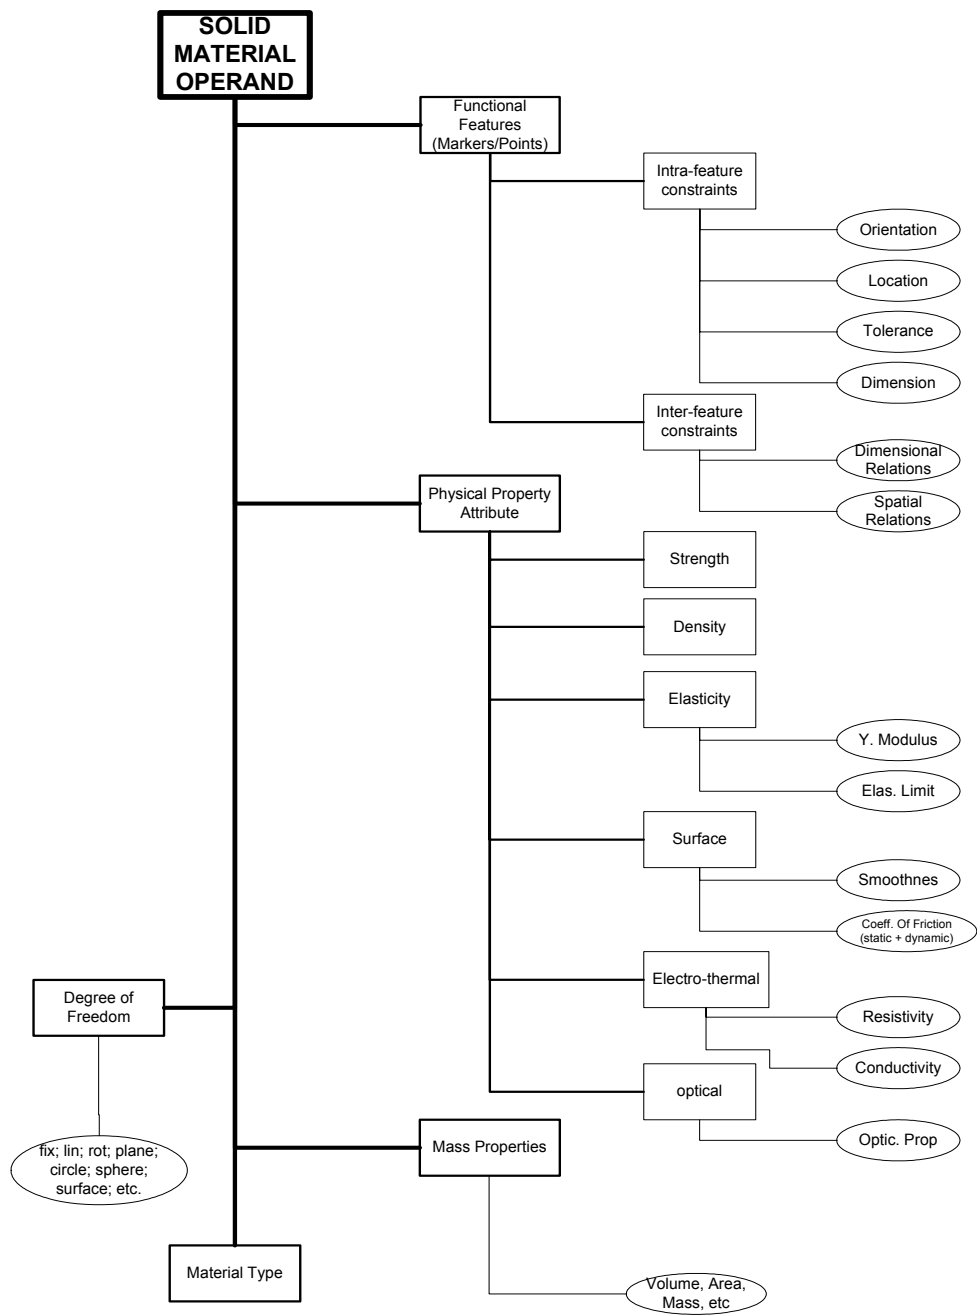 SOLID
MATERIAL
OPERAND
Functional
Features
(Markers/Points)
Intra-feature
constraints
Orientation
Location
Tolerance
Dimension
Inter-feature
constraints
Dimensional
Relations
Spatial
Relations
Physical Property
Attribute
Strength
Density
Elasticity
Y. Modulus
Elas. Limit
Surface
Smoothnes
Coeff. Of Friction
(static + dynamic)
Electro-thermal
Resistivity
Conductivity
optical
Optic. Prop
Degree of
Freedom
fix; lin; rot; plane;
circle; sphere;
surface; etc.
Mass Properties
Volume, Area,
Mass, etc
Material Type